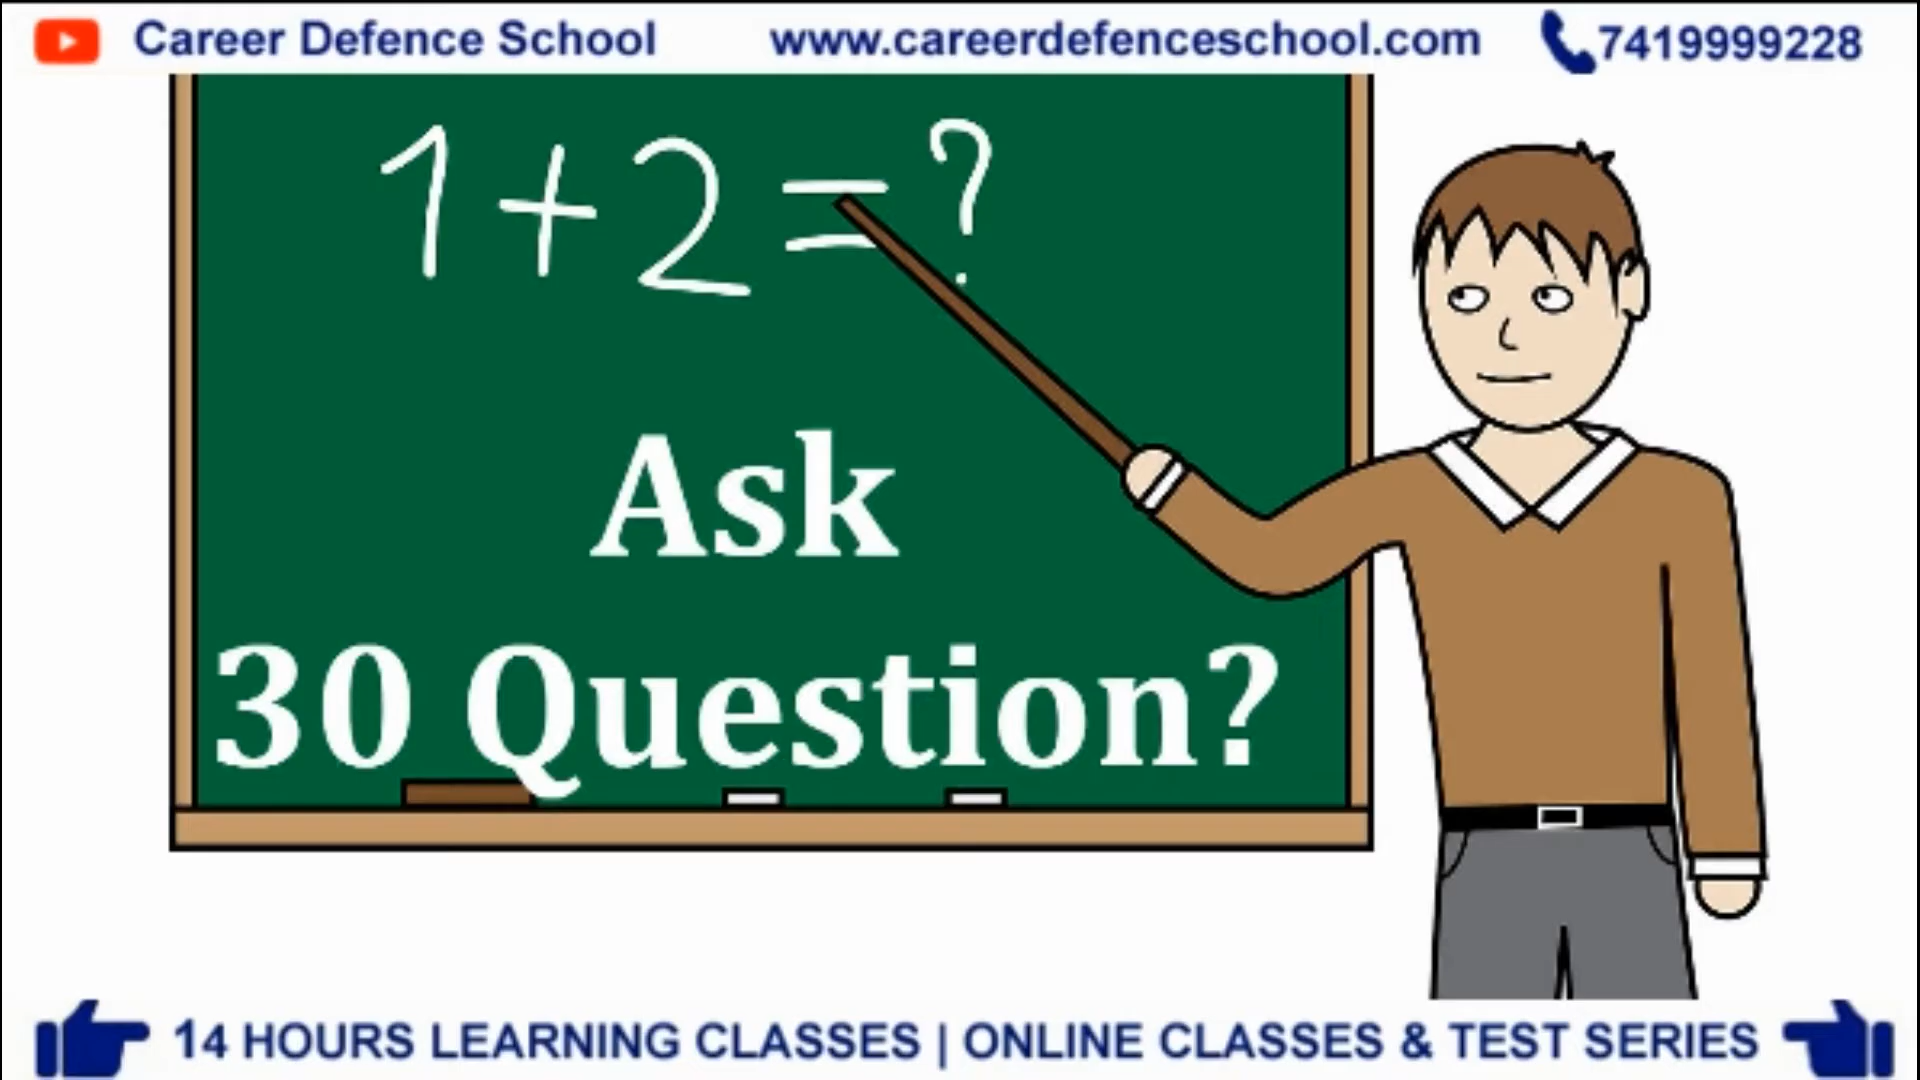 Career Defence School www.careerdefenceschool.com 7419999228
1+2=?
Ask
30 Question?
14 HOURS LEARNING CLASSES | ONLINE CLASSES & TEST SERIES